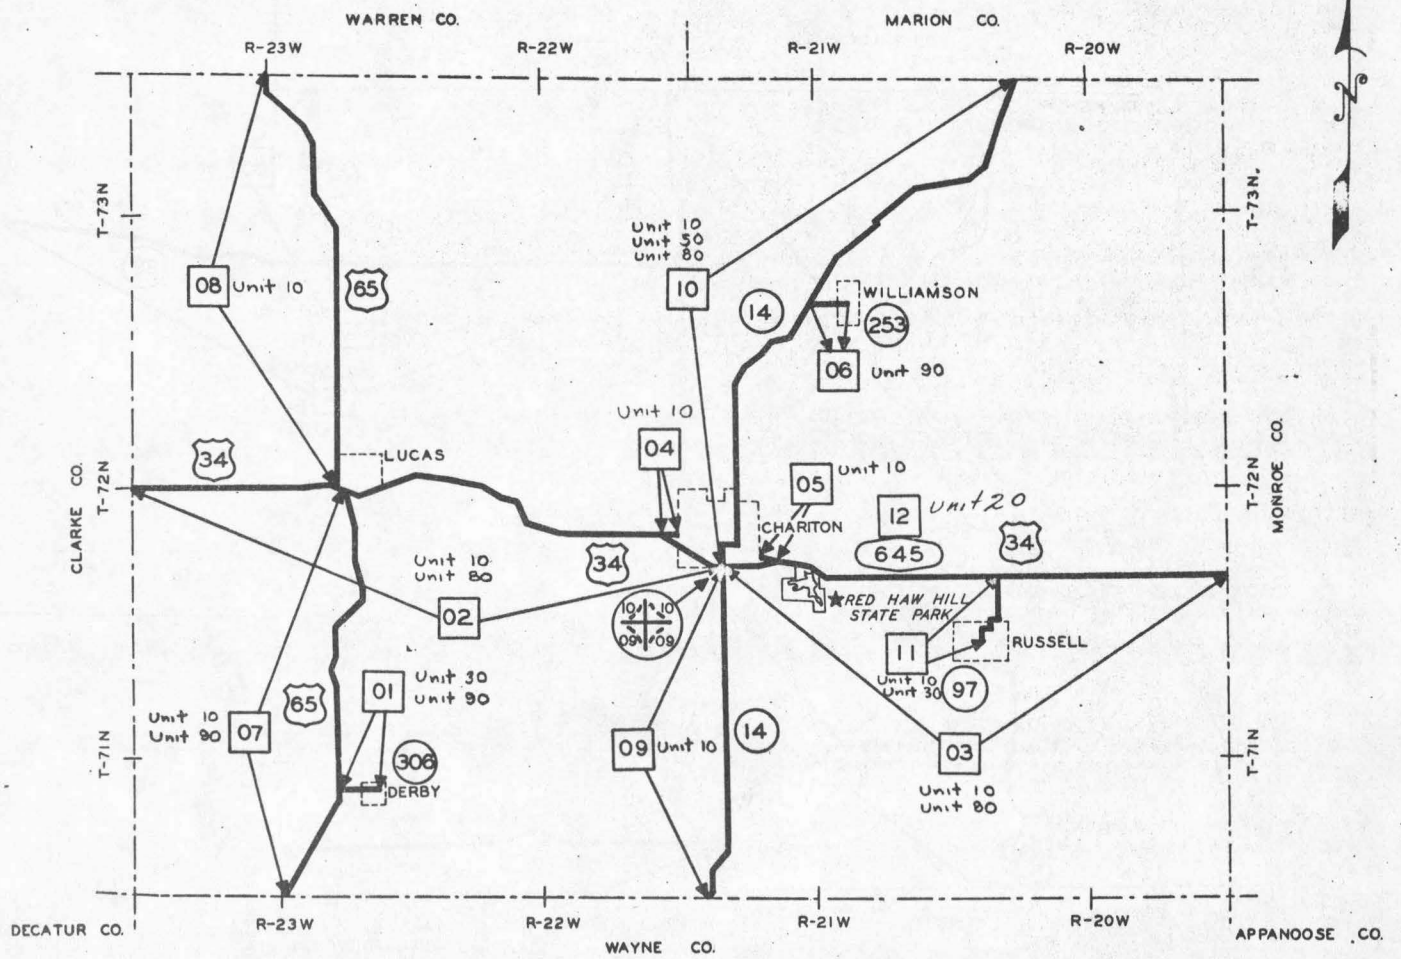 WARREN CO.
MARION CO.
R-23W
R-22W
R-21W
R-20W
T-73N
T-73N.
Unit 10
Unit 50
Unit 80
08 Unit 10
65
10
14
WILLIAMSON
253
06 Unit 90
Unit 10
04
LUCAS
34
05 Unit 10
12 Unit 20
CLARKE CO.
T-72N
T-72N
MONROE CO.
CHARITON
645
34
34
Unit 10
Unit 80
02
10 10
09 09
RED HAW HILL
STATE PARK
RUSSELL
11
Unit 10
Unit 30
97
01
Unit 30
Unit 90
65
Unit 10
Unit 90
07
09 Unit 10
14
03
Unit 10
Unit 80
306
DERBY
T-71N
T-71N
DECATUR CO.
R-23W
R-22W
R-21W
R-20W
WAYNE CO.
APPANOOSE CO.